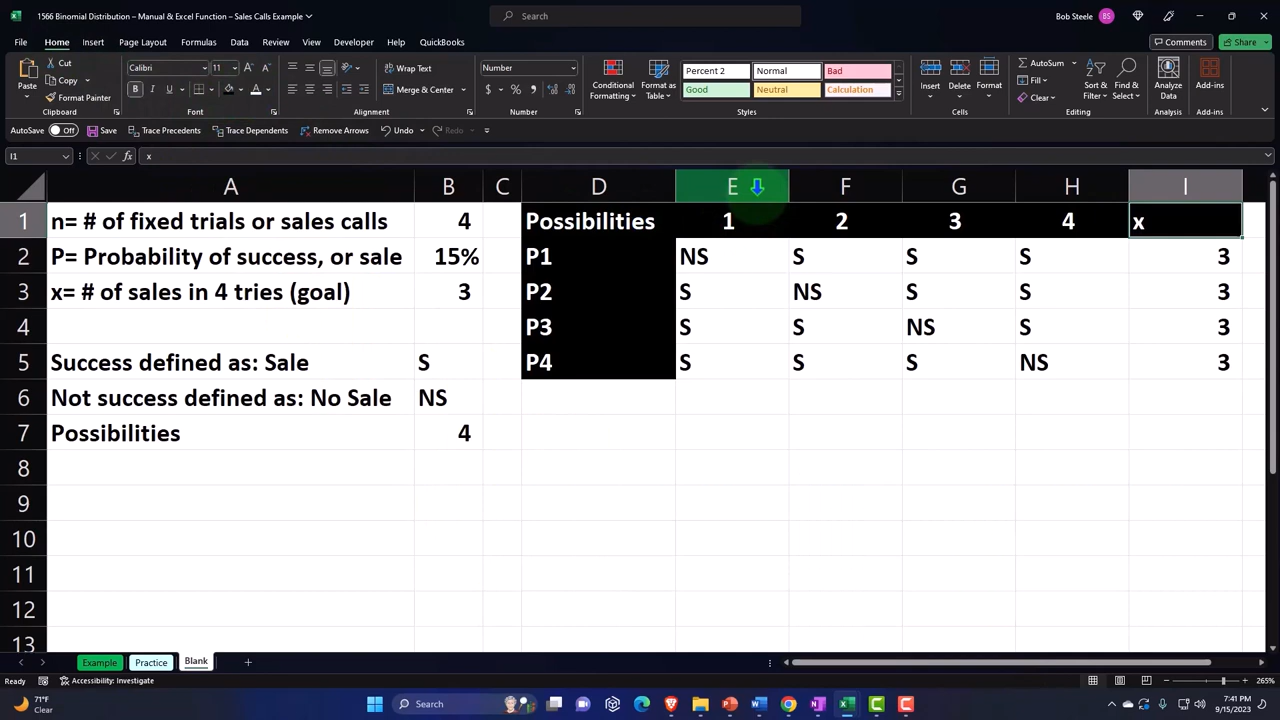 1566 Binomial Distribution – Manual & Excel Function – Sales Calls Example
Search
Bob Steele BS
File Home Insert Page Layout Formulas Data Review View Developer Help QuickBooks
Comments Share
Paste
Cut
Copy
Format Painter
Clipboard
Calibri 11
B I U
Font
Wrap Text
Merge & Center
Alignment
Number
$ % 9
Number
Conditional Formatting
Format as Table
Percent 2 Normal Bad
Good Neutral Calculation
Styles
Insert Delete Format
Cells
AutoSum
Fill
Clear
Sort & Filter
Find & Select
Editing
Analyze Data
Analysis
Add-ins
Add-ins
AutoSave Off Save Trace Precedents Trace Dependents Remove Arrows Undo Redo
I1 fx x
A B C D E F G H I
1 n= # of fixed trials or sales calls 4 Possibilities 1 2 3 4 x
2 P= Probability of success, or sale 15% P1 NS S S S 3
3 x= # of sales in 4 tries (goal) 3 P2 S NS S S 3
4 P3 S S NS S 3
5 Success defined as: Sale S P4 S S S NS 3
6 Not success defined as: No Sale NS
7 Possibilities 4
8
9
10
11
12
13
Example Practice Blank
Ready Accessibility: Investigate 265%
71°F
Clear
Search
7:41 PM
9/15/2023